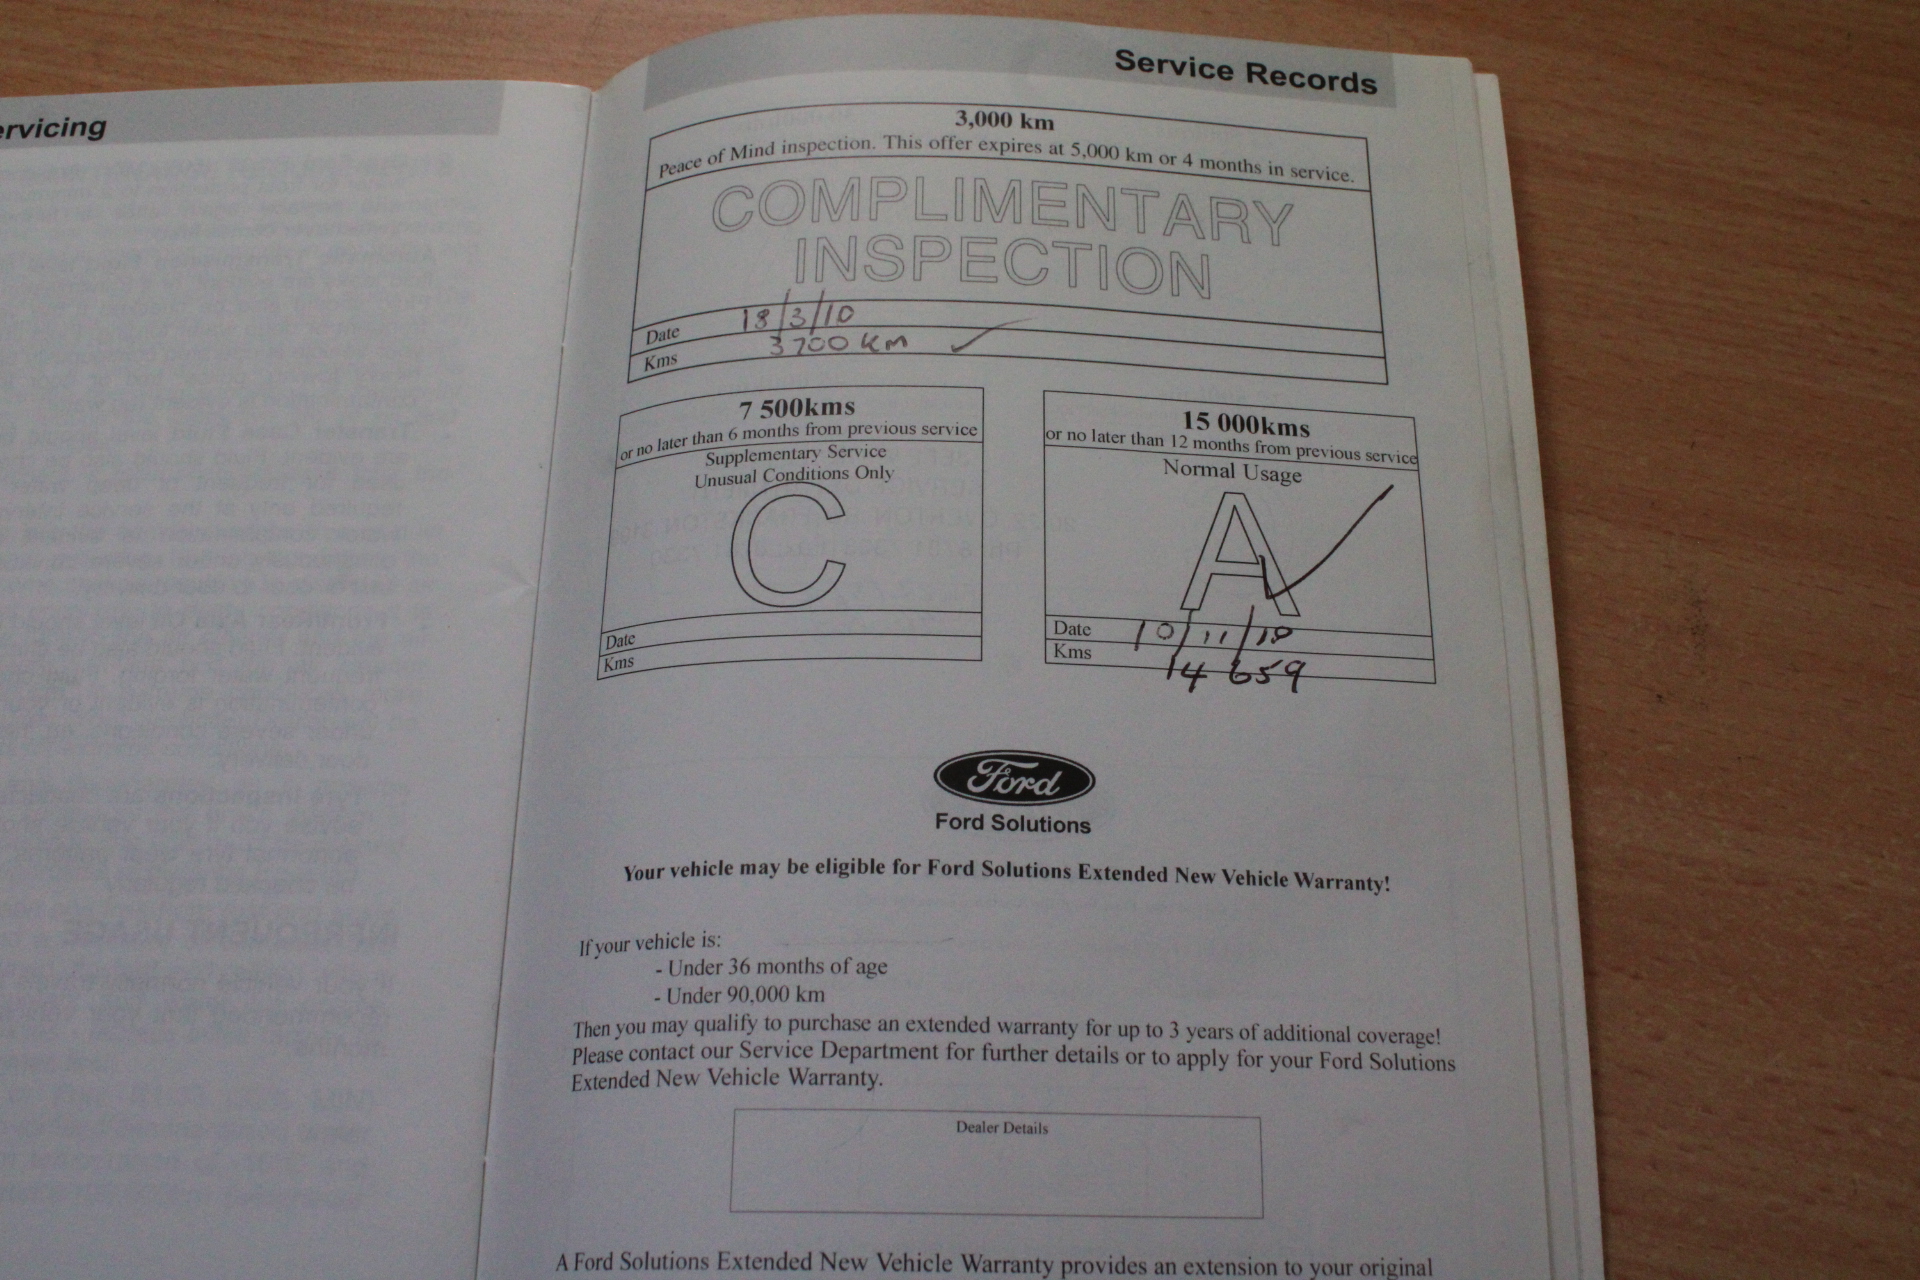 ervicing
Service Records
3,000 km
Peace of Mind inspection. This offer expires at 5,000 km or 4 months in service.
COMPLIMENTARY
INSPECTION
Date 18/3/10
Kms 3700 KM
7 500kms
or no later than 6 months from previous service
Supplementary Service
Unusual Conditions Only
C
Date
Kms
15 000kms
or no later than 12 months from previous service
Normal Usage
A
Date 10/11/10
Kms 14 659
Ford
Ford Solutions
Your vehicle may be eligible for Ford Solutions Extended New Vehicle Warranty!
If your vehicle is:
- Under 36 months of age
- Under 90,000 km
Then you may qualify to purchase an extended warranty for up to 3 years of additional coverage!
Please contact our Service Department for further details or to apply for your Ford Solutions
Extended New Vehicle Warranty.
Dealer Details
A Ford Solutions Extended New Vehicle Warranty provides an extension to your original